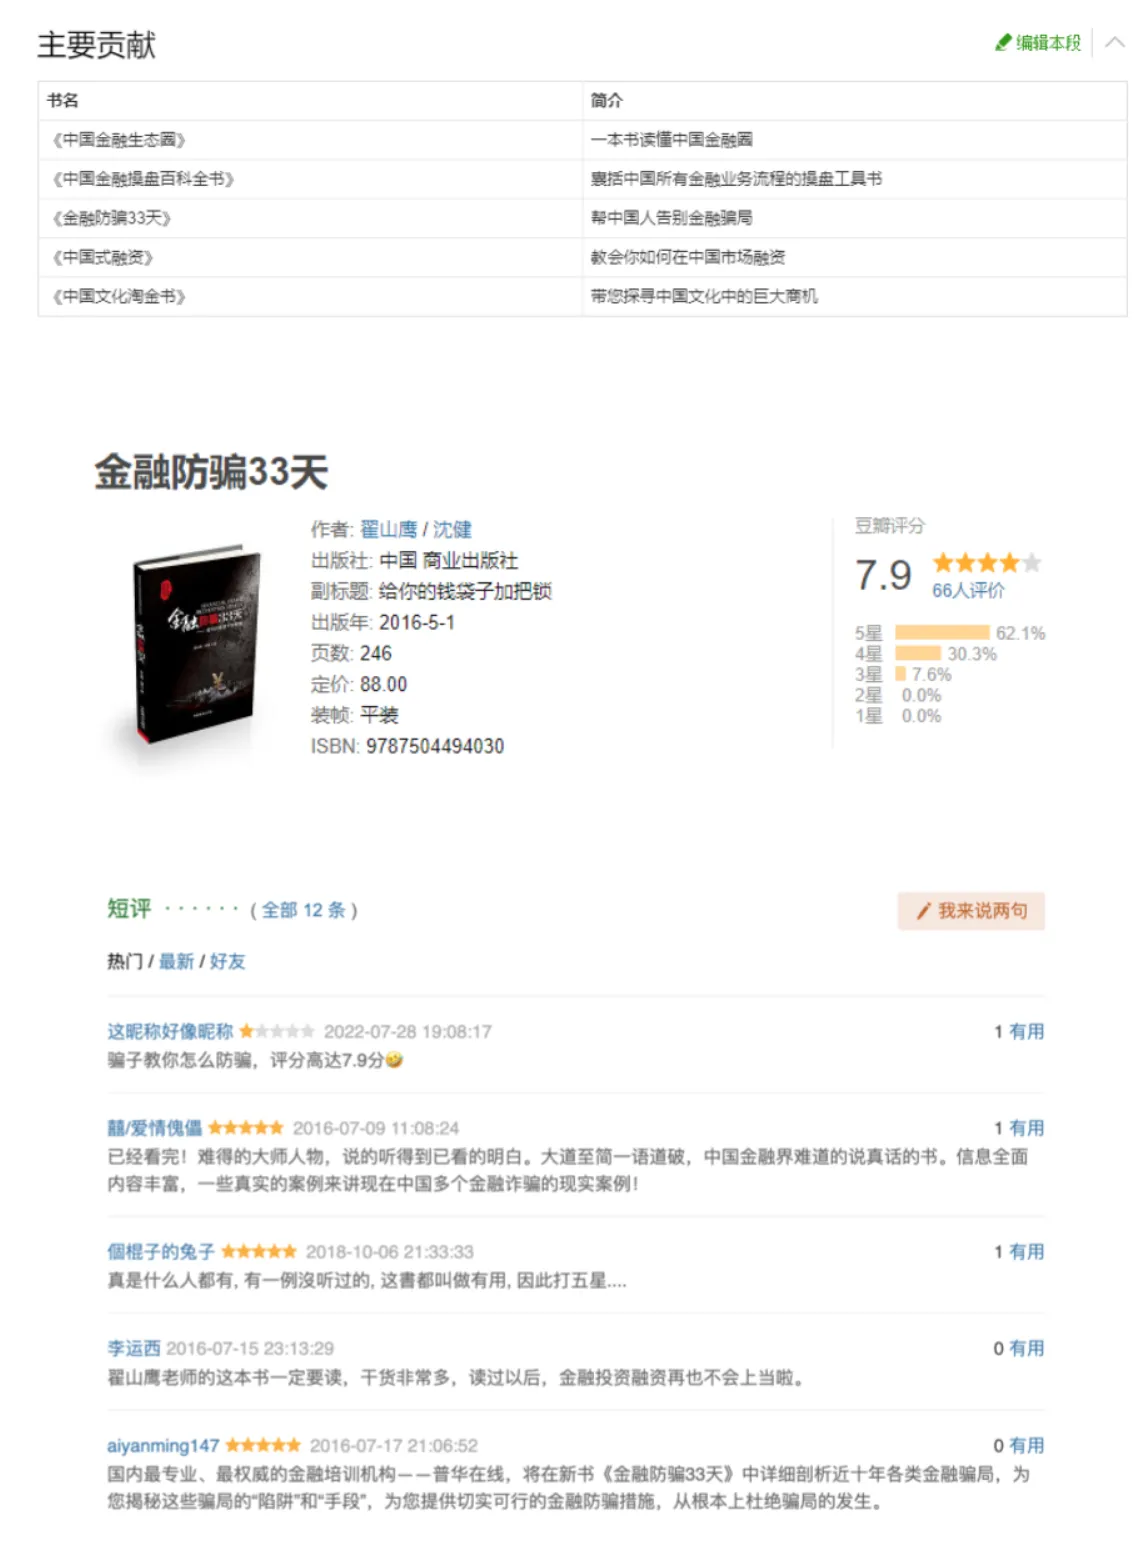 主要贡献
编辑本段
书名 简介
《中国金融生态圈》 一本书读懂中国金融圈
《中国金融操盘百科全书》 囊括中国所有金融业务流程的操盘工具书
《金融防骗33天》 帮中国人告别金融骗局
《中国式融资》 教会你如何在中国市场融资
《中国文化淘金书》 带您探寻中国文化中的巨大商机
金融防骗33天
金融防骗33天
作者: 翟山鹰 / 沈健
出版社: 中国 商业出版社
副标题: 给你的钱袋子加把锁
出版年: 2016-5-1
页数: 246
定价: 88.00
装帧: 平装
ISBN: 9787504494030
豆瓣评分
7.9
66人评价
5星 62.1%
4星 30.3%
3星 7.6%
2星 0.0%
1星 0.0%
短评 · · · · · · ( 全部 12 条 )
我来说两句
热门 / 最新 / 好友
这昵称好像昵称 2022-07-28 19:08:17 1 有用
骗子教你怎么防骗，评分高达7.9分🤣
囍/爱情傀儡 2016-07-09 11:08:24 1 有用
已经看完！难得的大师人物，说的听得到已看的明白。大道至简一语道破，中国金融界难道的说真话的书。信息全面
内容丰富，一些真实的案例来讲现在中国多个金融诈骗的现实案例！
個棍子的兔子 2018-10-06 21:33:33 1 有用
真是什么人都有, 有一例沒听过的, 这書都叫做有用, 因此打五星....
李运西 2016-07-15 23:13:29 0 有用
翟山鹰老师的这本书一定要读，干货非常多，读过以后，金融投资融资再也不会上当啦。
aiyanming147 2016-07-17 21:06:52 0 有用
国内最专业、最权威的金融培训机构——普华在线，将在新书《金融防骗33天》中详细剖析近十年各类金融骗局，为
您揭秘这些骗局的“陷阱”和“手段”，为您提供切实可行的金融防骗措施，从根本上杜绝骗局的发生。